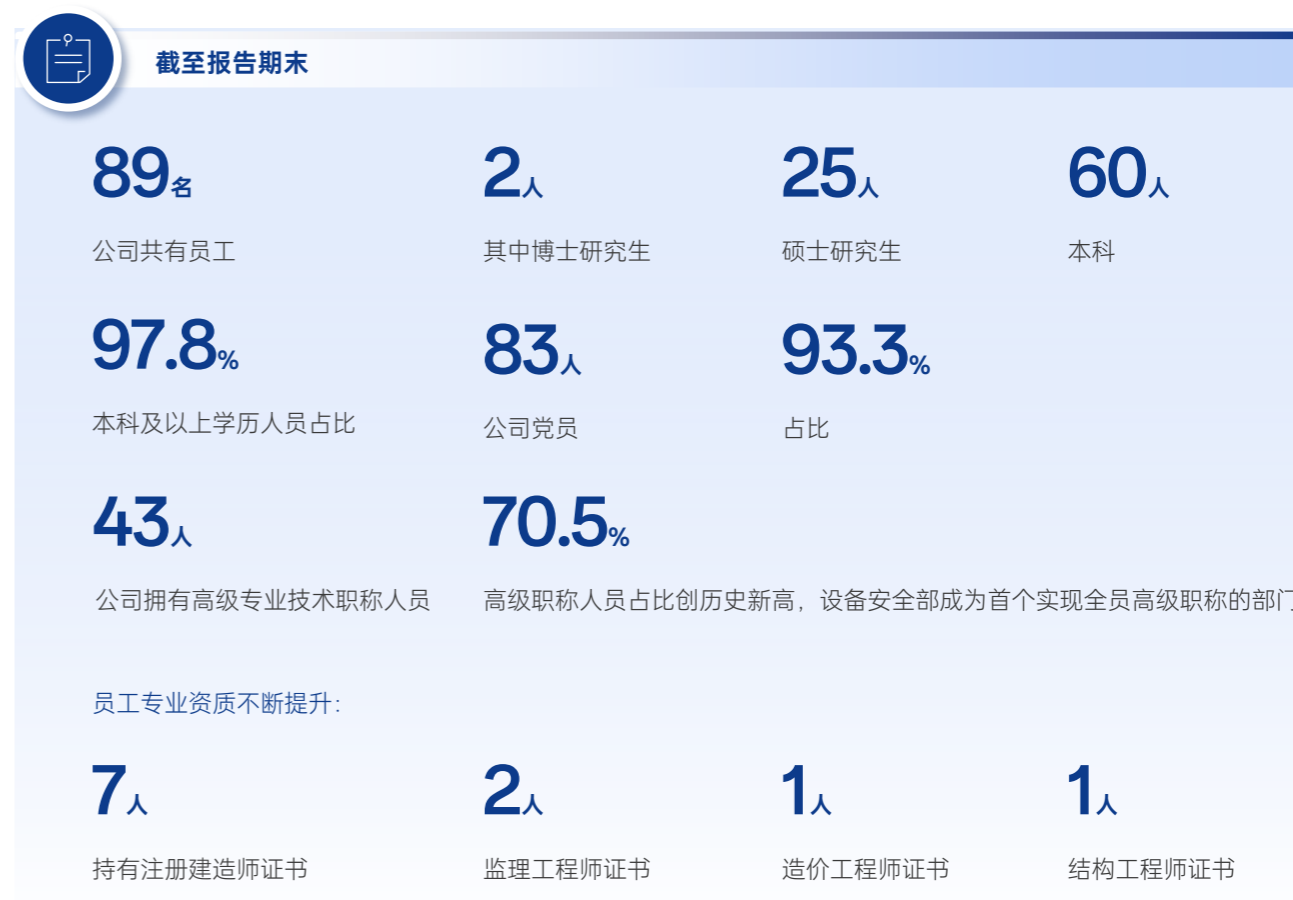 截至报告期末
89名
2人
25人
60人
公司共有员工
其中博士研究生
硕士研究生
本科
97.8%
83人
93.3%
本科及以上学历人员占比
公司党员
占比
43人
70.5%
公司拥有高级专业技术职称人员
高级职称人员占比创历史新高，设备安全部成为首个实现全员高级职称的部门
员工专业资质不断提升：
7人
2人
1人
1人
持有注册建造师证书
监理工程师证书
造价工程师证书
结构工程师证书